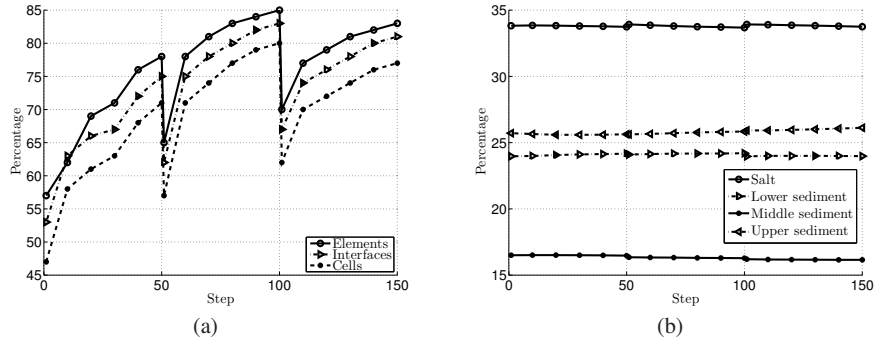 85
80
75
70
65
60
55
50
45
Percentage
0
50
100
150
Step
Elements
Interfaces
Cells
(a)
35
30
25
20
15
Percentage
0
50
100
150
Step
Salt
Lower sediment
Middle sediment
Upper sediment
(b)